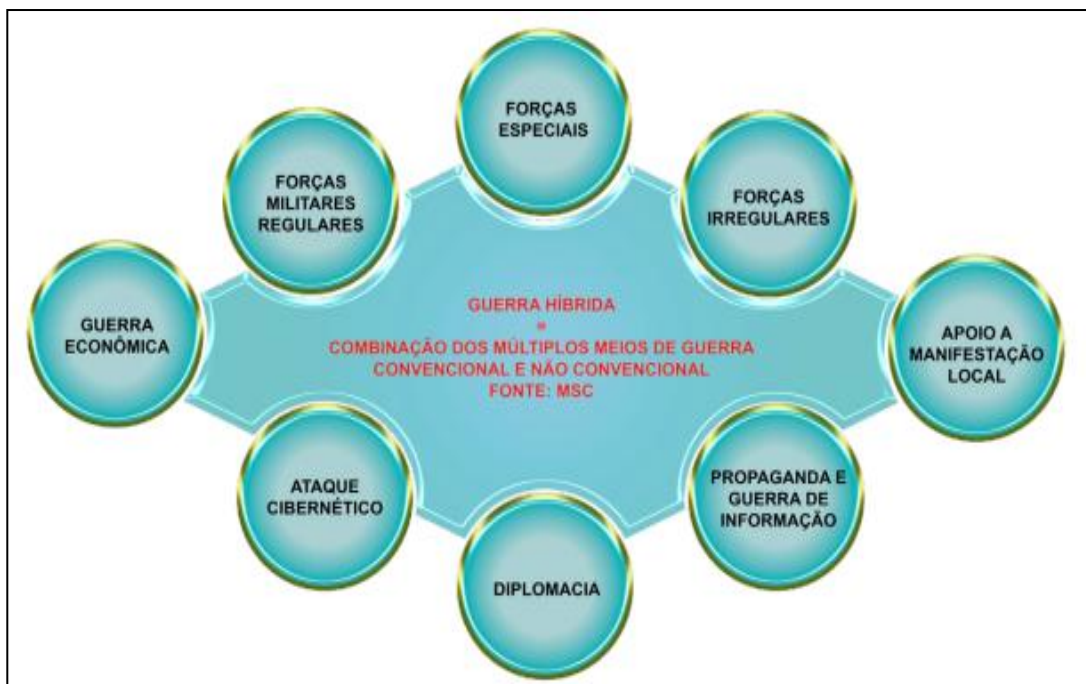 FORÇAS
ESPECIAIS
FORÇAS
MILITARES
REGULARES
FORÇAS
IRREGULARES
GUERRA
ECONÔMICA
GUERRA HÍBRIDA
=
COMBINAÇÃO DOS MÚLTIPLOS MEIOS DE GUERRA
CONVENCIONAL E NÃO CONVENCIONAL
FONTE: MSC
APOIO A
MANIFESTAÇÃO
LOCAL
ATAQUE
CIBERNÉTICO
PROPAGANDA E
GUERRA DE
INFORMAÇÃO
DIPLOMACIA